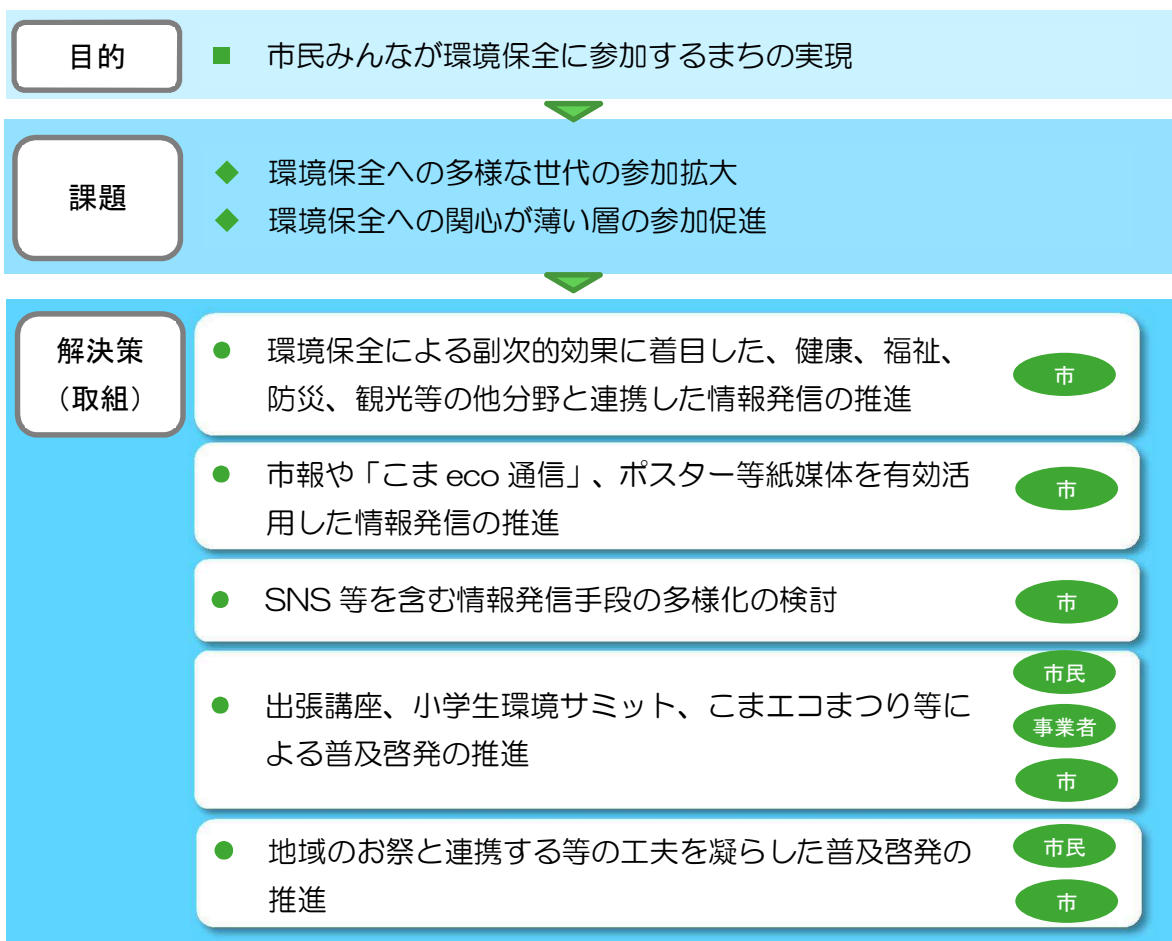 目的
■ 市民みんなが環境保全に参加するまちの実現
課題
◆ 環境保全への多様な世代の参加拡大
◆ 環境保全への関心が薄い層の参加促進
解決策
（取組）
● 環境保全による副次的効果に着目した、健康、福祉、
防災、観光等の他分野と連携した情報発信の推進
市
● 市報や「こま eco 通信」、ポスター等紙媒体を有効活
用した情報発信の推進
市
● SNS 等を含む情報発信手段の多様化の検討
市
● 出張講座、小学生環境サミット、こまエコまつり等に
よる普及啓発の推進
市民
事業者
市
● 地域のお祭と連携する等の工夫を凝らした普及啓発の
推進
市民
市